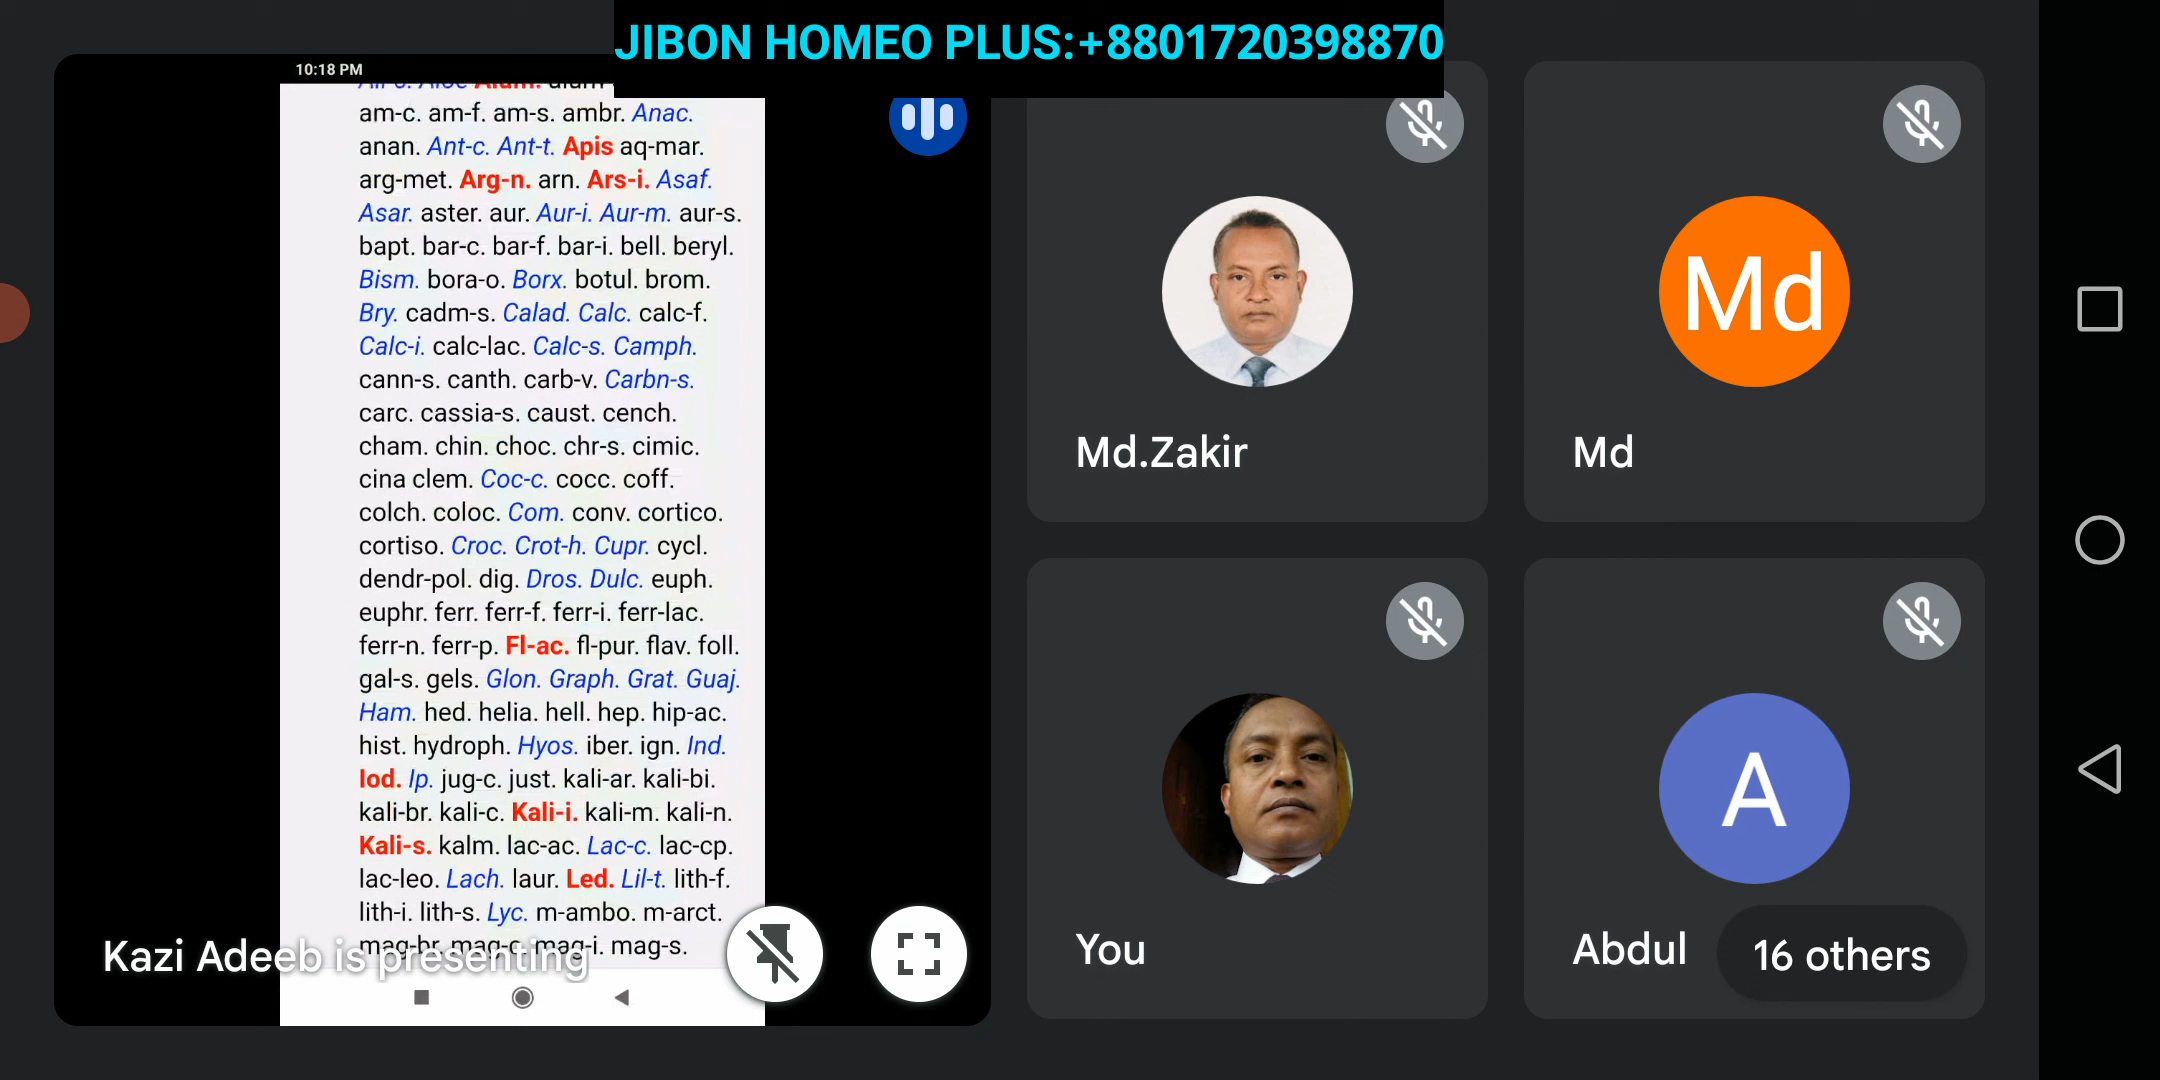 JIBON HOMEO PLUS:+8801720398870
10:18 PM
am-c. am-f. am-s. ambr. Anac.
anan. Ant-c. Ant-t. Apis aq-mar.
arg-met. Arg-n. arn. Ars-i. Asaf.
Asar. aster. aur. Aur-i. Aur-m. aur-s.
bapt. bar-c. bar-f. bar-i. bell. beryl.
Bism. bora-o. Borx. botul. brom.
Bry. cadm-s. Calad. Calc. calc-f.
Calc-i. calc-lac. Calc-s. Camph.
cann-s. canth. carb-v. Carbn-s.
carc. cassia-s. caust. cench.
cham. chin. choc. chr-s. cimic.
cina clem. Coc-c. cocc. coff.
colch. coloc. Com. conv. cortico.
cortiso. Croc. Crot-h. Cupr. cycl.
dendr-pol. dig. Dros. Dulc. euph.
euphr. ferr. ferr-f. ferr-i. ferr-lac.
ferr-n. ferr-p. Fl-ac. fl-pur. flav. foll.
gal-s. gels. Glon. Graph. Grat. Guaj.
Ham. hed. helia. hell. hep. hip-ac.
hist. hydroph. Hyos. iber. ign. Ind.
Iod. Ip. jug-c. just. kali-ar. kali-bi.
kali-br. kali-c. Kali-i. kali-m. kali-n.
Kali-s. kalm. lac-ac. Lac-c. lac-cp.
lac-leo. Lach. laur. Led. Lil-t. lith-f.
lith-i. lith-s. Lyc. m-ambo. m-arct.
mag-br. mag-c. mag-i. mag-s.
Kazi Adeeb is presenting
Md.Zakir
Md
Md
You
A
Abdul
16 others